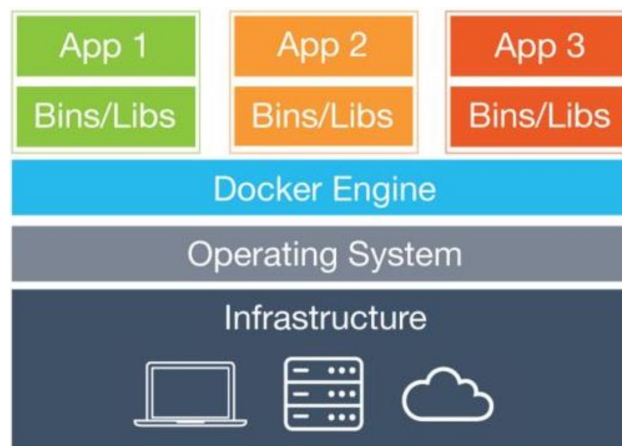 App 1 App 2 App 3
Bins/Libs Bins/Libs Bins/Libs
Docker Engine
Operating System
Infrastructure